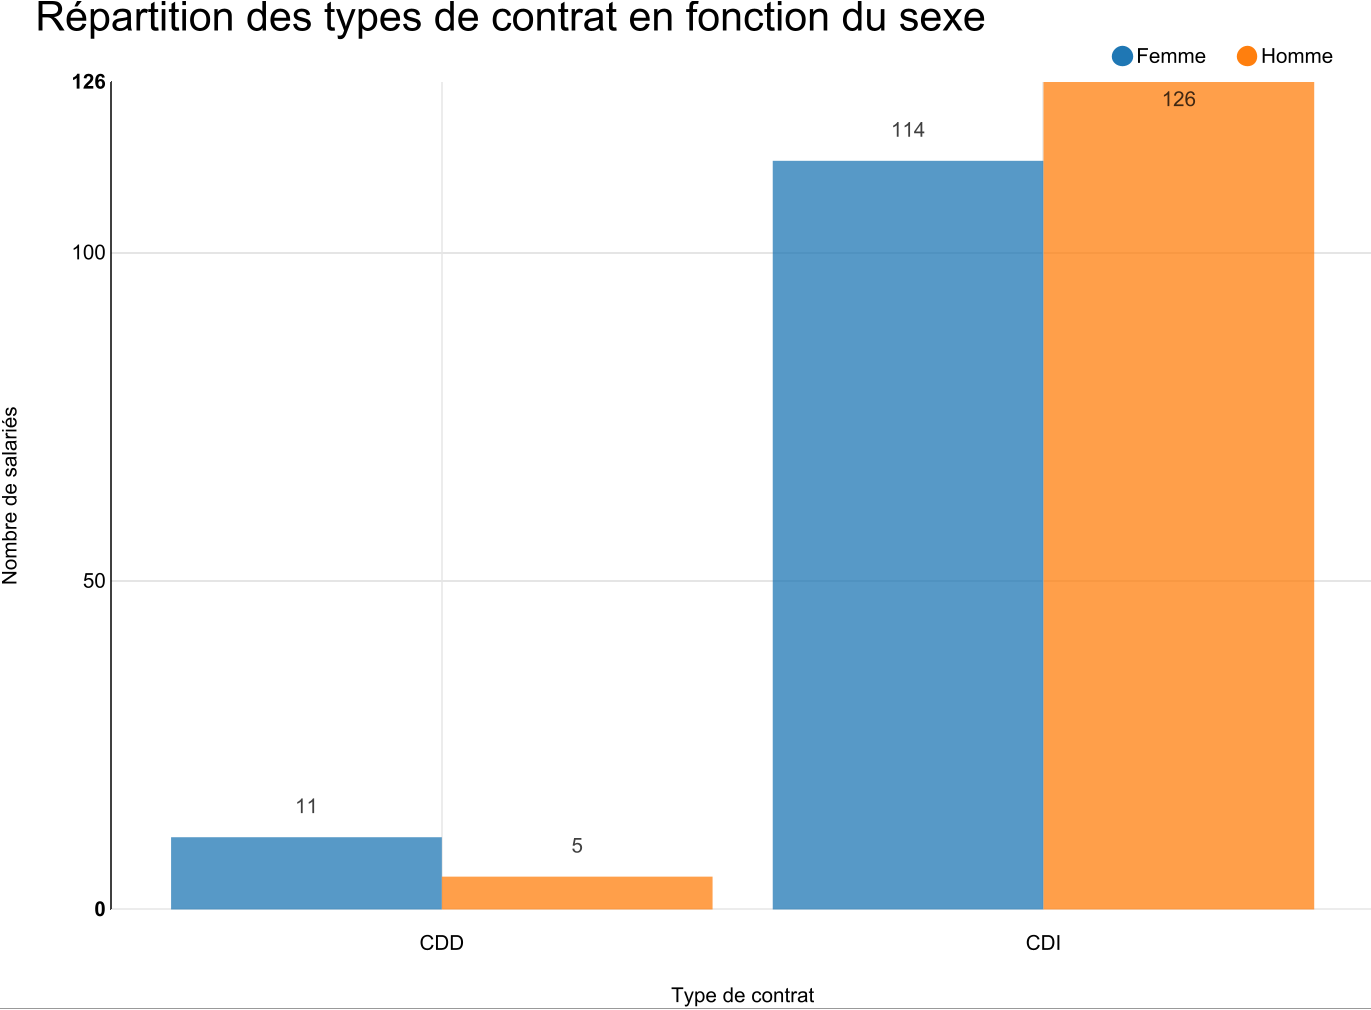 Répartition des types de contrat en fonction du sexe
Femme Homme
126
126
114
100
Nombre de salariés
50
11
5
0
CDD CDI
Type de contrat